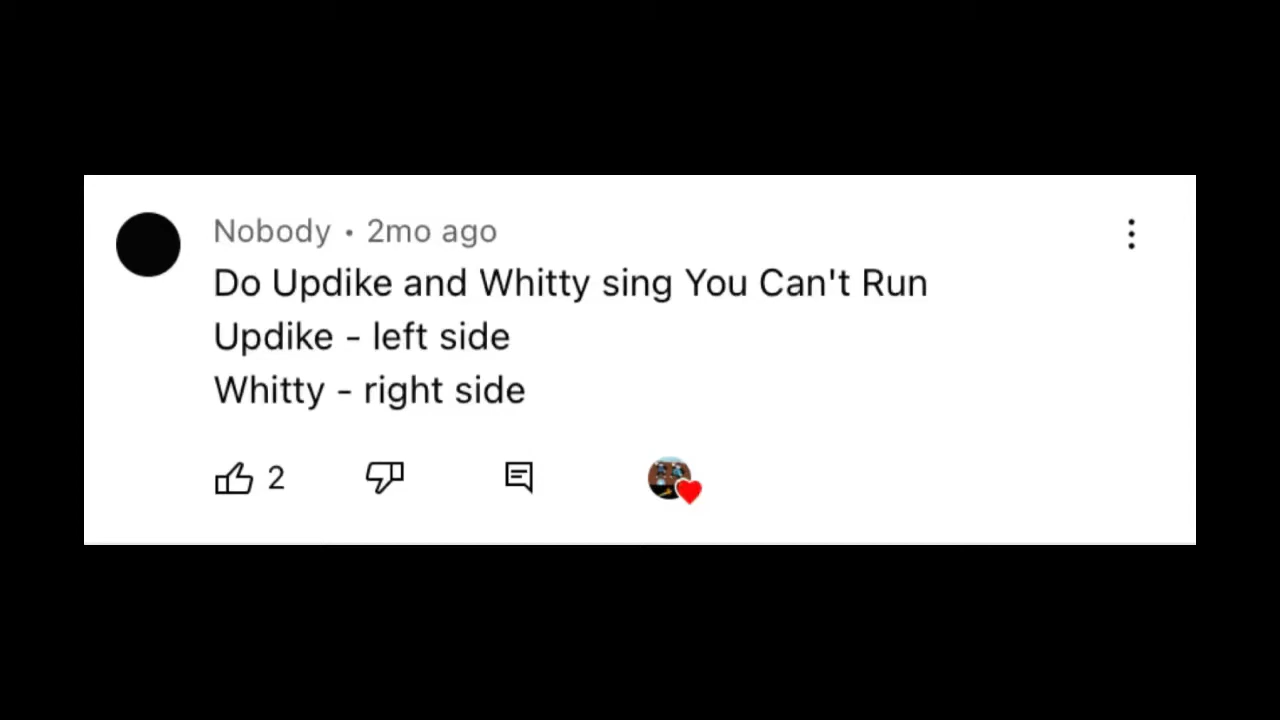 Nobody • 2mo ago
Do Updike and Whitty sing You Can't Run
Updike - left side
Whitty - right side
2